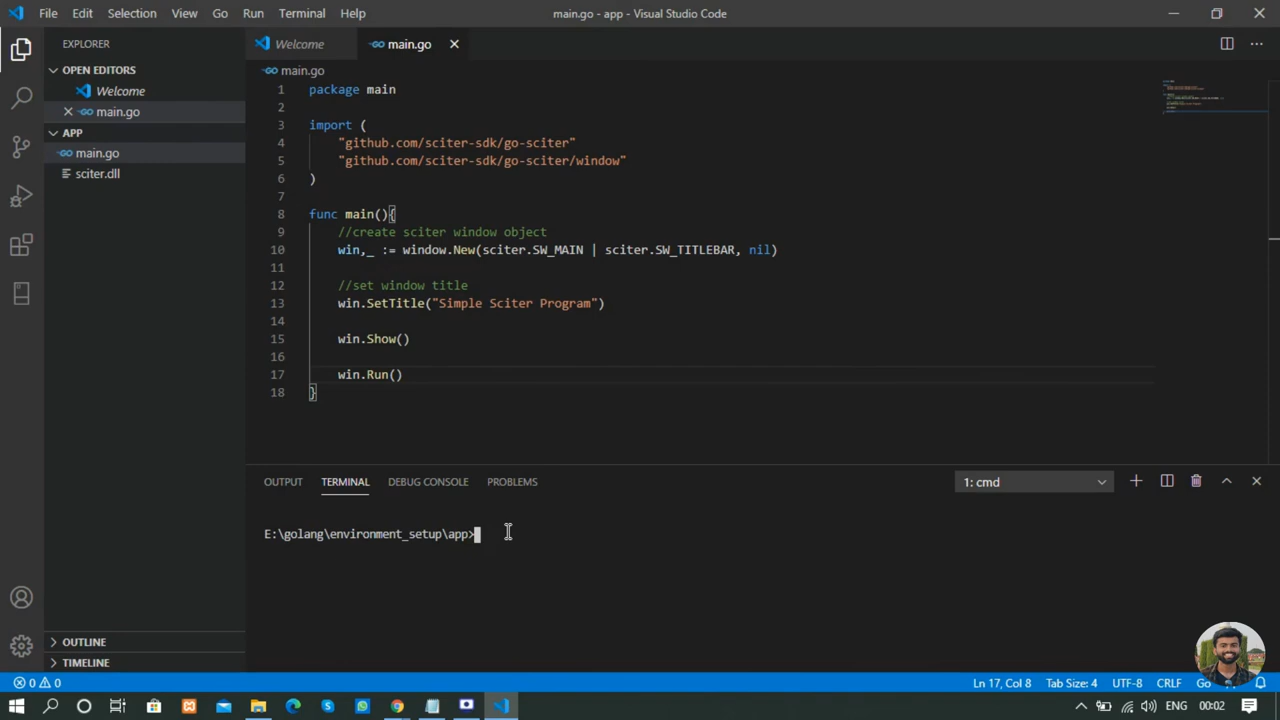 File Edit Selection View Go Run Terminal Help main.go - app - Visual Studio Code
EXPLORER
OPEN EDITORS
Welcome
main.go
APP
main.go
sciter.dll
OUTLINE
TIMELINE
Welcome main.go
main.go
1 package main
2
3 import (
4 "github.com/sciter-sdk/go-sciter"
5 "github.com/sciter-sdk/go-sciter/window"
6 )
7
8 func main(){
9 //create sciter window object
10 win,_ := window.New(sciter.SW_MAIN | sciter.SW_TITLEBAR, nil)
11
12 //set window title
13 win.SetTitle("Simple Sciter Program")
14
15 win.Show()
16
17 win.Run()
18 }
OUTPUT TERMINAL DEBUG CONSOLE PROBLEMS 1: cmd
E:\golang\environment_setup\app>
0 0 Ln 17, Col 8 Tab Size: 4 UTF-8 CRLF Go
ENG 00:02